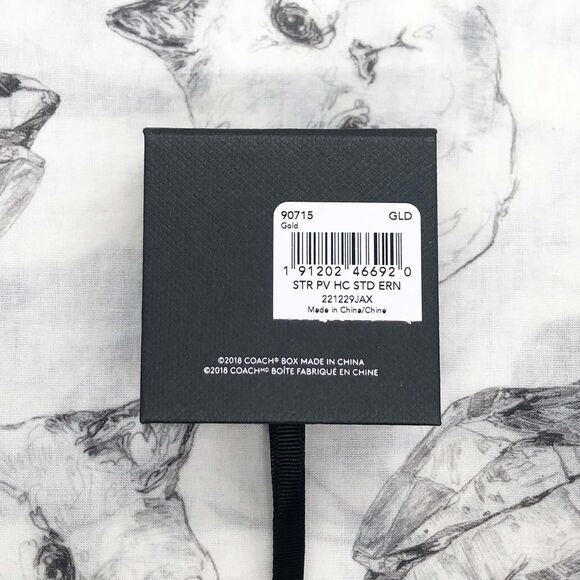 90715 GLD
Gold
1 91202 46692 0
STR PV HC STD ERN
221229JAX
Made in China/Chine
©2018 COACH® BOX MADE IN CHINA
©2018 COACHᴹᴰ BOÎTE FABRIQUÉ EN CHINE